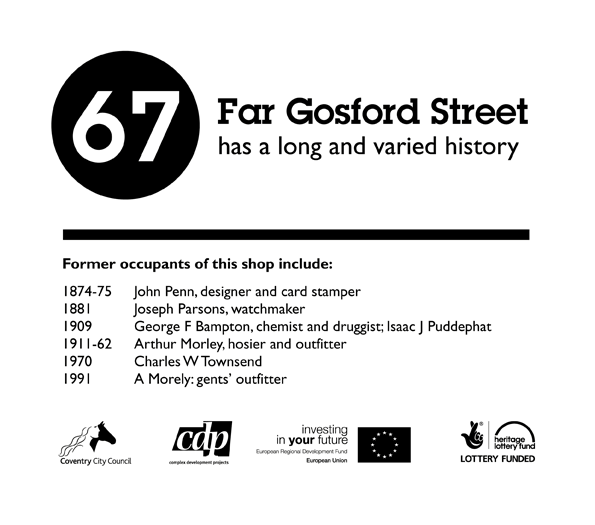 67
Far Gosford Street
has a long and varied history
Former occupants of this shop include:
1874-75 John Penn, designer and card stamper
1881 Joseph Parsons, watchmaker
1909 George F Bampton, chemist and druggist; Isaac J Puddephat
1911-62 Arthur Morley, hosier and outfitter
1970 Charles W Townsend
1991 A Morely: gents' outfitter
Coventry City Council
cdp
complex development projects
investing
in your future
European Regional Development Fund
European Union
heritage
lottery fund
LOTTERY FUNDED